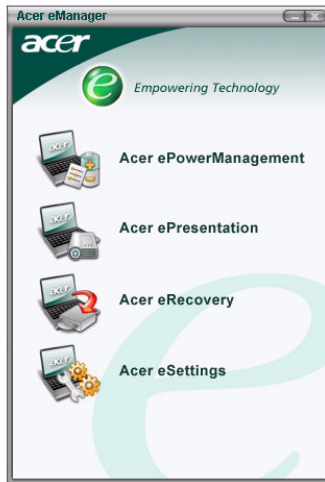 Acer eManager
acer
e Empowering Technology
Acer ePowerManagement
Acer ePresentation
Acer eRecovery
Acer eSettings